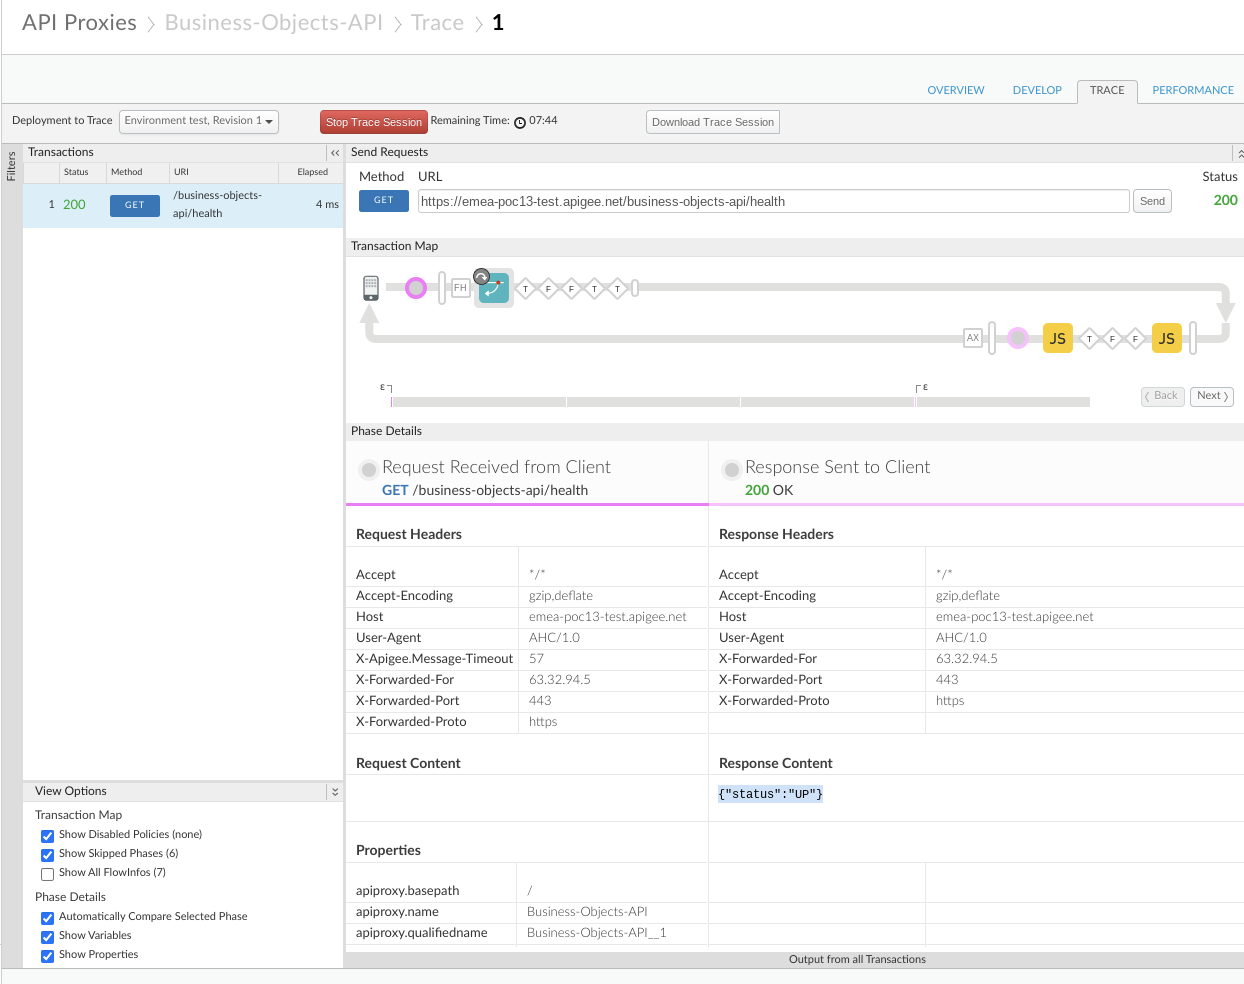 API Proxies > Business-Objects-API > Trace > 1
OVERVIEW DEVELOP TRACE PERFORMANCE
Deployment to Trace Environment test, Revision 1 Stop Trace Session Remaining Time: 07:44 Download Trace Session
Filters
Transactions
Status Method URI Elapsed
1 200 GET /business-objects-api/health 4 ms
Send Requests
Method URL Status
GET https://emea-poc13-test.apigee.net/business-objects-api/health Send 200
Transaction Map
FH T F F T T
AX JS T F F JS
ε ε
Back Next
Phase Details
Request Received from Client
GET /business-objects-api/health
Response Sent to Client
200 OK
Request Headers
Accept */*
Accept-Encoding gzip,deflate
Host emea-poc13-test.apigee.net
User-Agent AHC/1.0
X-Apigee.Message-Timeout 57
X-Forwarded-For 63.32.94.5
X-Forwarded-Port 443
X-Forwarded-Proto https
Response Headers
Accept */*
Accept-Encoding gzip,deflate
Host emea-poc13-test.apigee.net
User-Agent AHC/1.0
X-Forwarded-For 63.32.94.5
X-Forwarded-Port 443
X-Forwarded-Proto https
Request Content
Response Content
{"status":"UP"}
Properties
apiproxy.basepath /
apiproxy.name Business-Objects-API
apiproxy.qualifiedname Business-Objects-API__1
Output from all Transactions
View Options
Transaction Map
Show Disabled Policies (none)
Show Skipped Phases (6)
Show All FlowInfos (7)
Phase Details
Automatically Compare Selected Phase
Show Variables
Show Properties